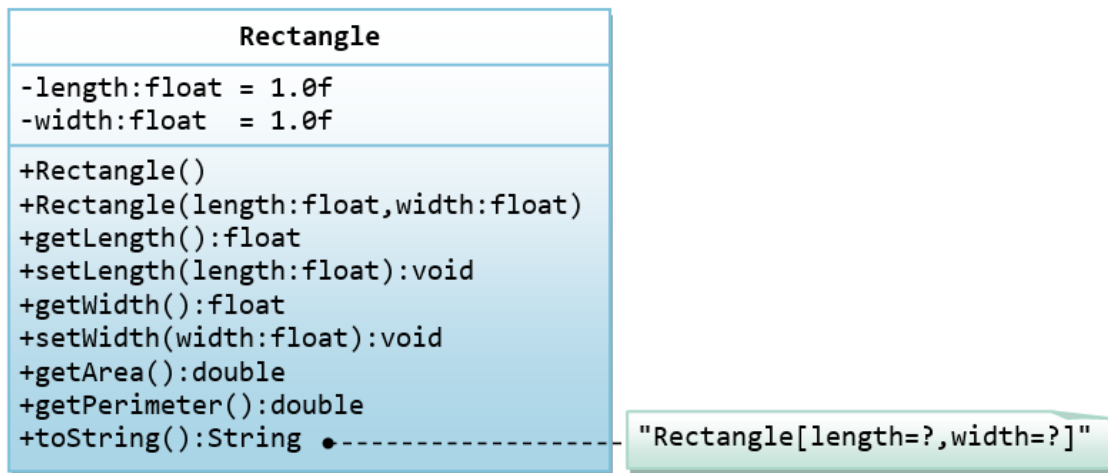 Rectangle
-length:float = 1.0f
-width:float  = 1.0f
+Rectangle()
+Rectangle(length:float,width:float)
+getLength():float
+setLength(length:float):void
+getWidth():float
+setWidth(width:float):void
+getArea():double
+getPerimeter():double
+toString():String
"Rectangle[length=?,width=?]"